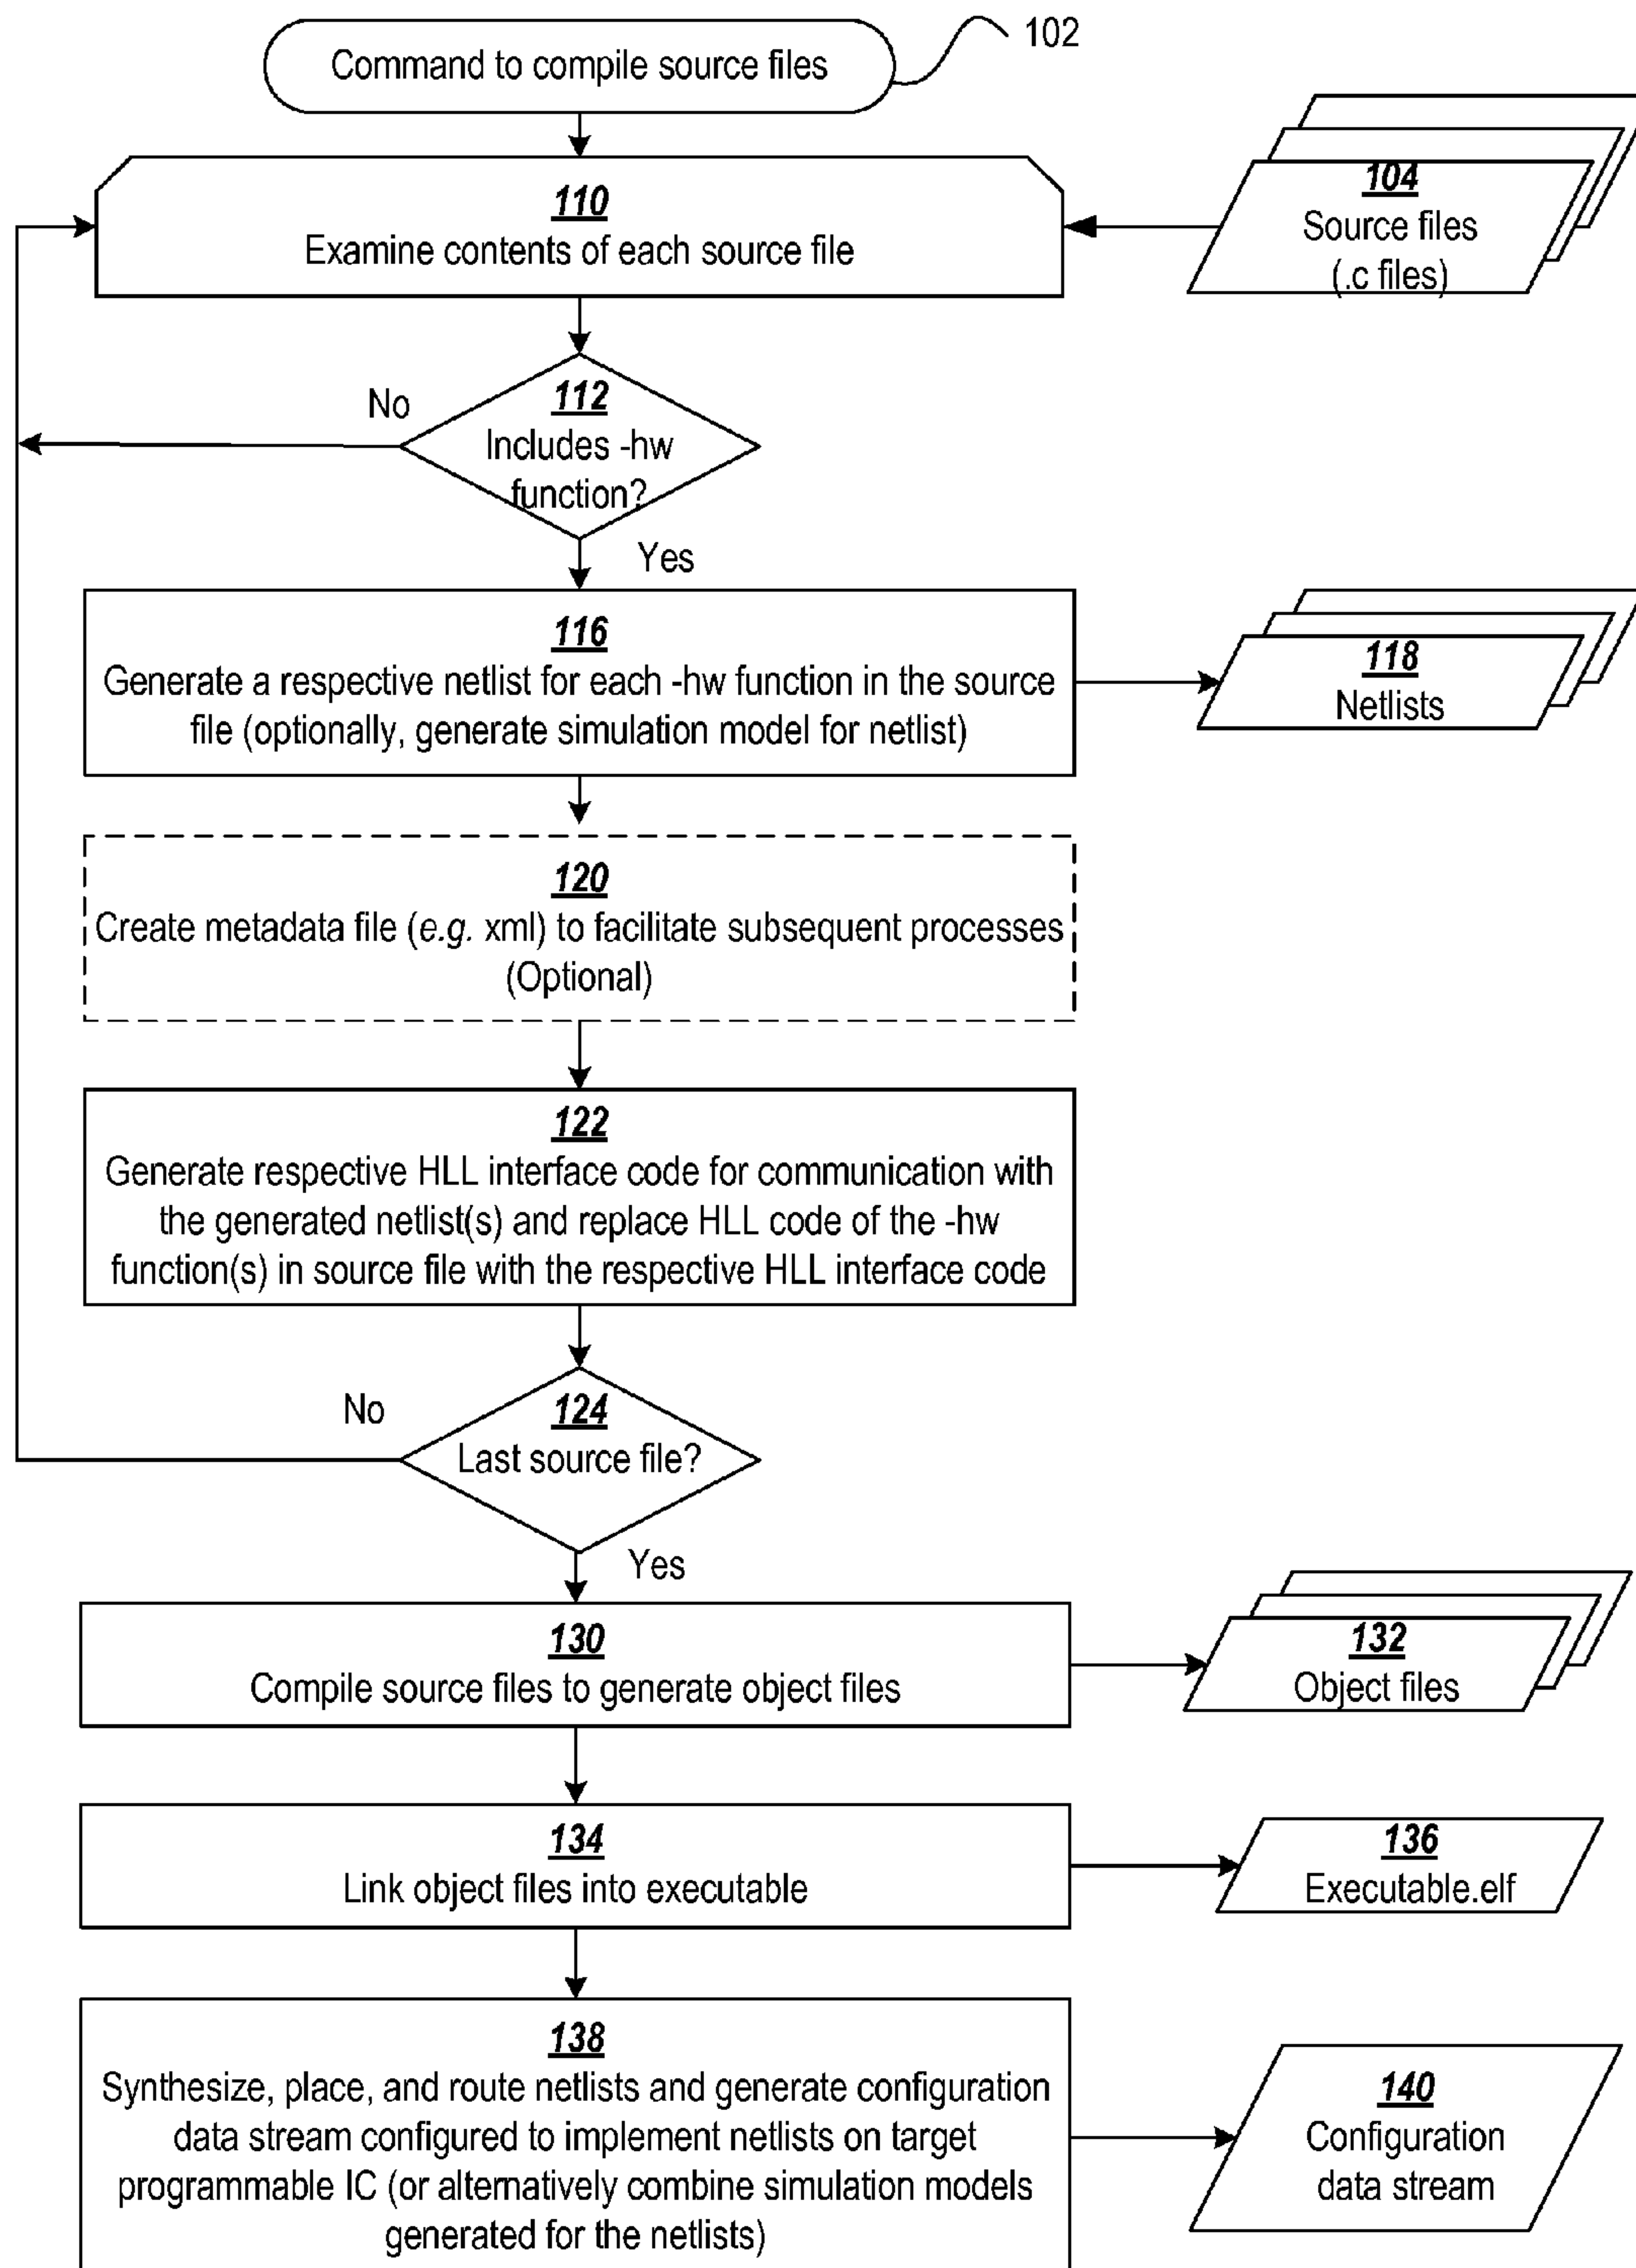 Command to compile source files
102
110
Examine contents of each source file
104
Source files
(.c files)
No
112
Includes -hw
function?
Yes
116
Generate a respective netlist for each -hw function in the source
file (optionally, generate simulation model for netlist)
118
Netlists
120
Create metadata file (e.g. xml) to facilitate subsequent processes
(Optional)
122
Generate respective HLL interface code for communication with
the generated netlist(s) and replace HLL code of the -hw
function(s) in source file with the respective HLL interface code
No
124
Last source file?
Yes
130
Compile source files to generate object files
132
Object files
134
Link object files into executable
136
Executable.elf
138
Synthesize, place, and route netlists and generate configuration
data stream configured to implement netlists on target
programmable IC (or alternatively combine simulation models
generated for the netlists)
140
Configuration
data stream